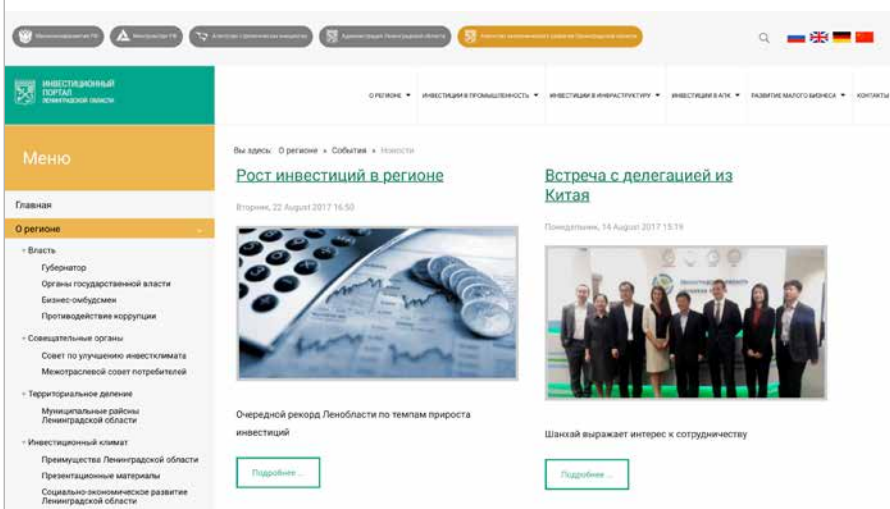 Минэкономразвития РФ
Минпромторг РФ
Агентство стратегических инициатив
Администрация Ленинградской области
Агентство экономического развития Ленинградской области
ИНВЕСТИЦИОННЫЙ
ПОРТАЛ
ЛЕНИНГРАДСКОЙ ОБЛАСТИ
О РЕГИОНЕ
ИНВЕСТИЦИИ В ПРОМЫШЛЕННОСТЬ
ИНВЕСТИЦИИ В ИНФРАСТРУКТУРУ
ИНВЕСТИЦИИ В АПК
РАЗВИТИЕ МАЛОГО БИЗНЕСА
КОНТАКТЫ
Меню
Главная
О регионе
Власть
Губернатор
Органы государственной власти
Бизнес-омбудсмен
Противодействие коррупции
Совещательные органы
Совет по улучшению инвестклимата
Межотраслевой совет потребителей
Территориальное деление
Муниципальные районы
Ленинградской области
Инвестиционный климат
Преимущества Ленинградской области
Презентационные материалы
Социально-экономическое развитие
Ленинградской области
Вы здесь: О регионе » События » Новости
Рост инвестиций в регионе
Вторник, 22 August 2017 16:50
Очередной рекорд Ленобласти по темпам прироста
инвестиций
Подробнее ...
Встреча с делегацией из
Китая
Понедельник, 14 August 2017 15:19
Шанхай выражает интерес к сотрудничеству
Подробнее ...